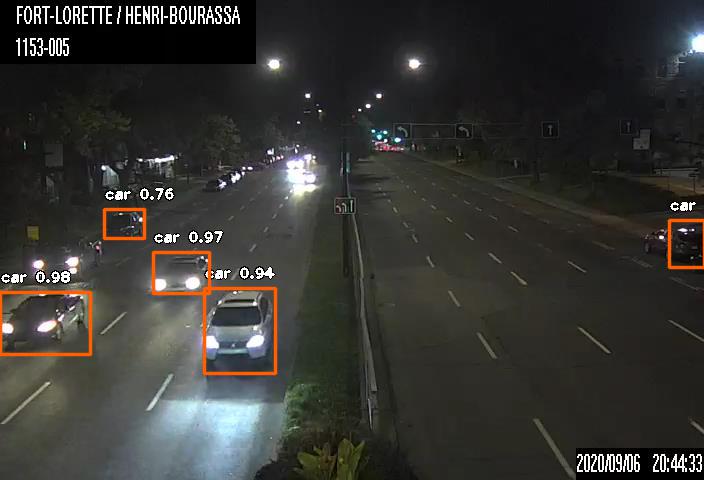 FORT-LORETTE / HENRI-BOURASSA
1153-005
car 0.76
car
car 0.97
car 0.98
car 0.94
2020/09/06 20:44:33